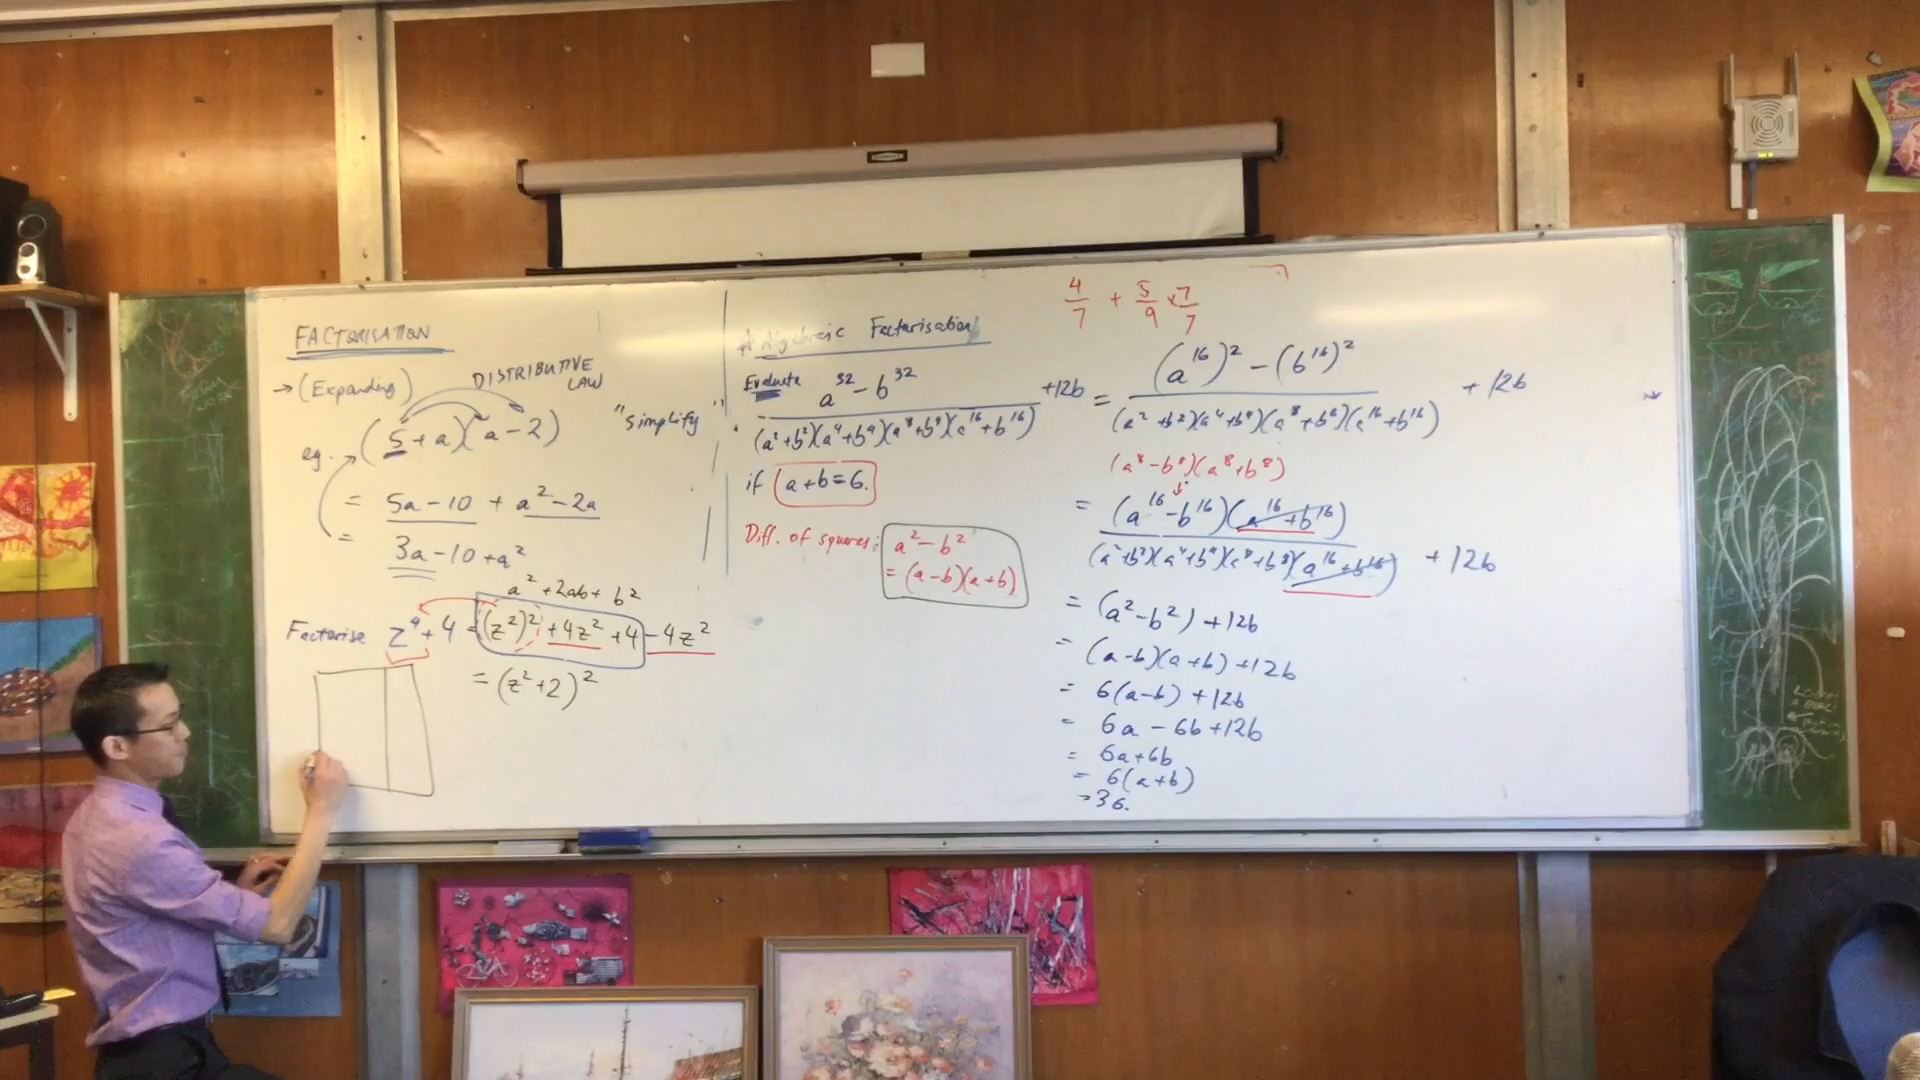 FACTORISATION
→ (Expanding)
DISTRIBUTIVE
LAW
eg. (5 + a)(a − 2)
= 5a − 10 + a² − 2a
= 3a − 10 + a²
"simplify"
a² + 2ab + b²
Factorise z⁴ + 4 = (z²)² + 4z² + 4 − 4z²
= (z² + 2)²
Algebraic Factorisation
Evaluate a³² − b³²
(a² + b²)(a⁴ + b⁴)(a⁸ + b⁸)(a¹⁶ + b¹⁶)
+ 12b
if a + b = 6.
Diff. of squares:
a² − b²
= (a − b)(a + b)
4/7 + 5/9 × 7/7
= (a¹⁶)² − (b¹⁶)²
(a² + b²)(a⁴ + b⁴)(a⁸ + b⁸)(a¹⁶ + b¹⁶)
+ 12b
(a⁸ − b⁸)(a⁸ + b⁸)
= (a¹⁶ − b¹⁶)(a¹⁶ + b¹⁶)
(a² + b²)(a⁴ + b⁴)(a⁸ + b⁸)(a¹⁶ + b¹⁶)
+ 12b
= (a² − b²) + 12b
= (a − b)(a + b) + 12b
= 6(a − b) + 12b
= 6a − 6b + 12b
= 6a + 6b
= 6(a + b)
= 36.